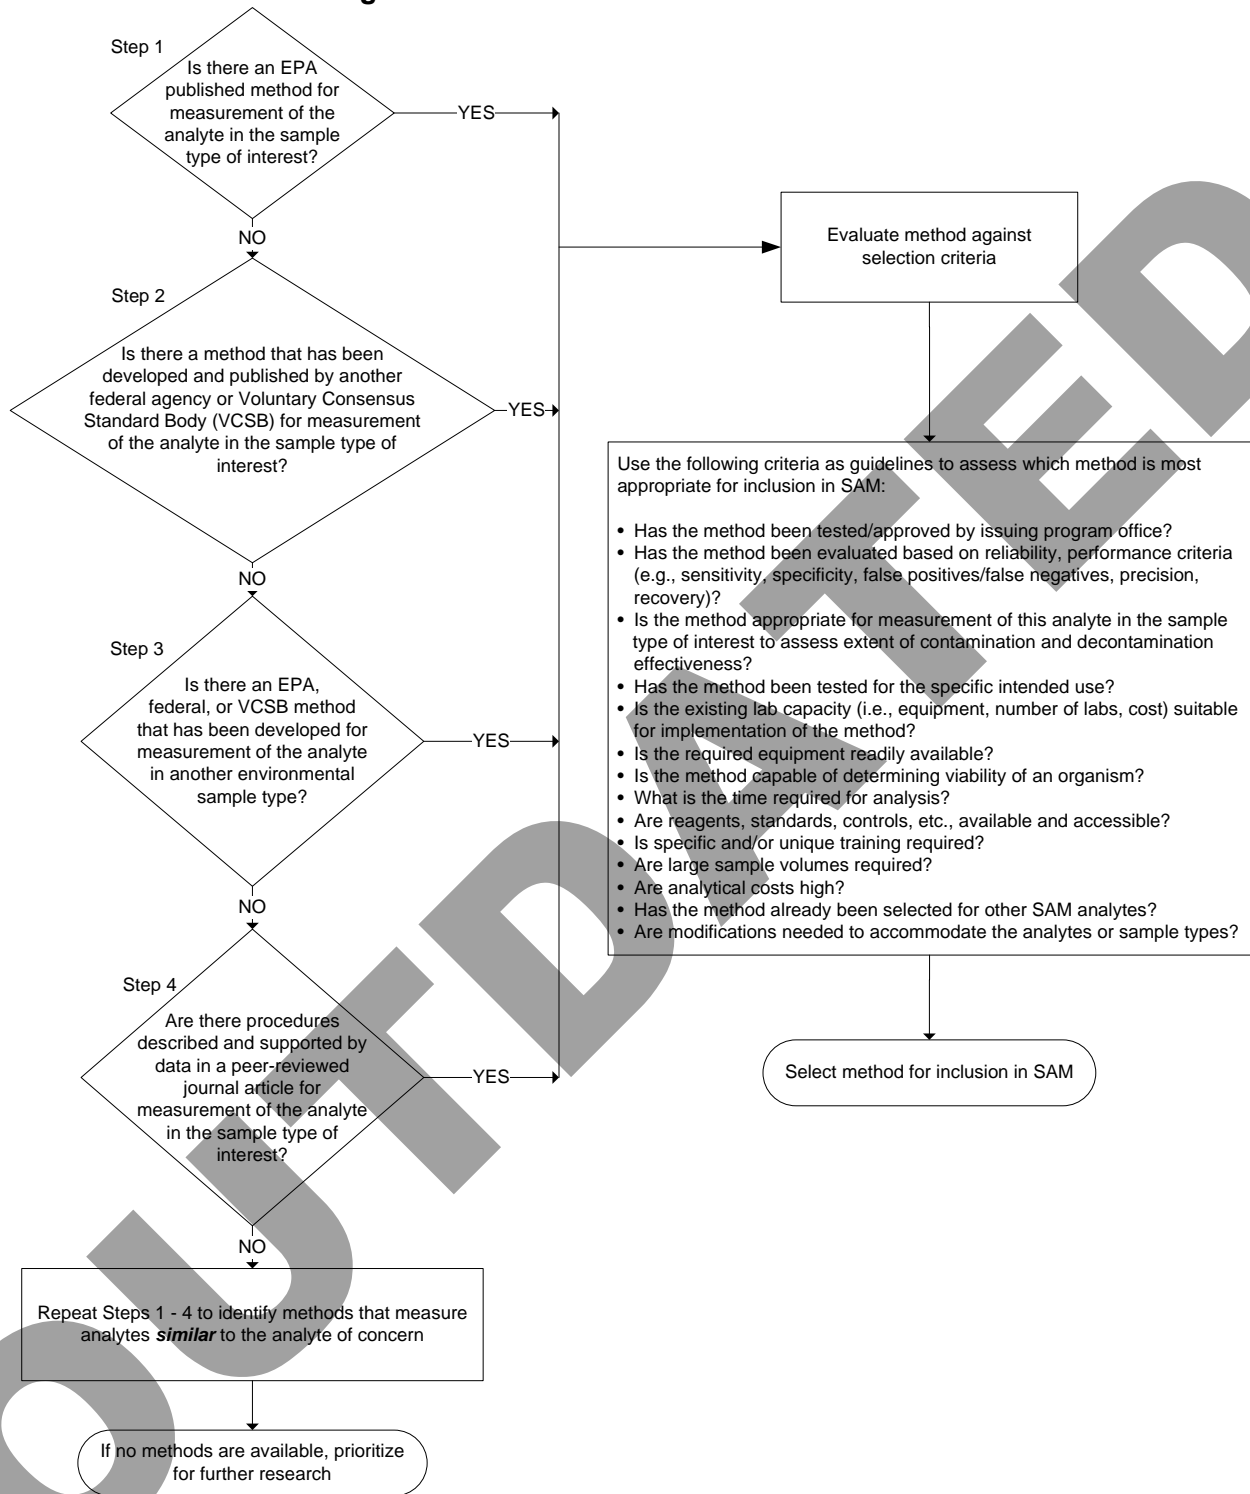 Step 1
Is there an EPA
published method for
measurement of the
analyte in the sample
type of interest?
YES
NO
Step 2
Is there a method that has been
developed and published by another
federal agency or Voluntary Consensus
Standard Body (VCSB) for measurement
of the analyte in the sample type of
interest?
YES
NO
Step 3
Is there an EPA,
federal, or VCSB method
that has been developed for
measurement of the analyte
in another environmental
sample type?
YES
NO
Step 4
Are there procedures
described and supported by
data in a peer-reviewed
journal article for
measurement of the analyte
in the sample type of
interest?
YES
NO
Repeat Steps 1 - 4 to identify methods that measure
analytes similar to the analyte of concern
If no methods are available, prioritize
for further research
Evaluate method against
selection criteria
Use the following criteria as guidelines to assess which method is most
appropriate for inclusion in SAM:
• Has the method been tested/approved by issuing program office?
• Has the method been evaluated based on reliability, performance criteria
(e.g., sensitivity, specificity, false positives/false negatives, precision,
recovery)?
• Is the method appropriate for measurement of this analyte in the sample
type of interest to assess extent of contamination and decontamination
effectiveness?
• Has the method been tested for the specific intended use?
• Is the existing lab capacity (i.e., equipment, number of labs, cost) suitable
for implementation of the method?
• Is the required equipment readily available?
• Is the method capable of determining viability of an organism?
• What is the time required for analysis?
• Are reagents, standards, controls, etc., available and accessible?
• Is specific and/or unique training required?
• Are large sample volumes required?
• Are analytical costs high?
• Has the method already been selected for other SAM analytes?
• Are modifications needed to accommodate the analytes or sample types?
Select method for inclusion in SAM
OUTDATED